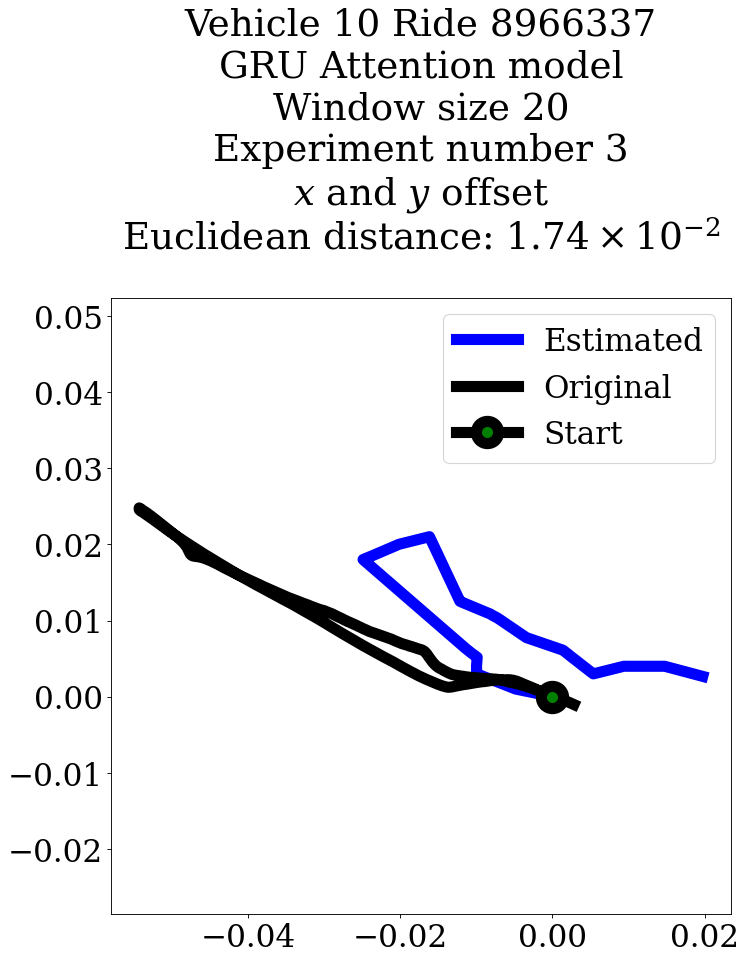 Vehicle 10 Ride 8966337
GRU Attention model
Window size 20
Experiment number 3
x and y offset
Euclidean distance: 1.74 × 10⁻²
Estimated
Original
Start
0.05
0.04
0.03
0.02
0.01
0.00
−0.01
−0.02
−0.04
−0.02
0.00
0.02